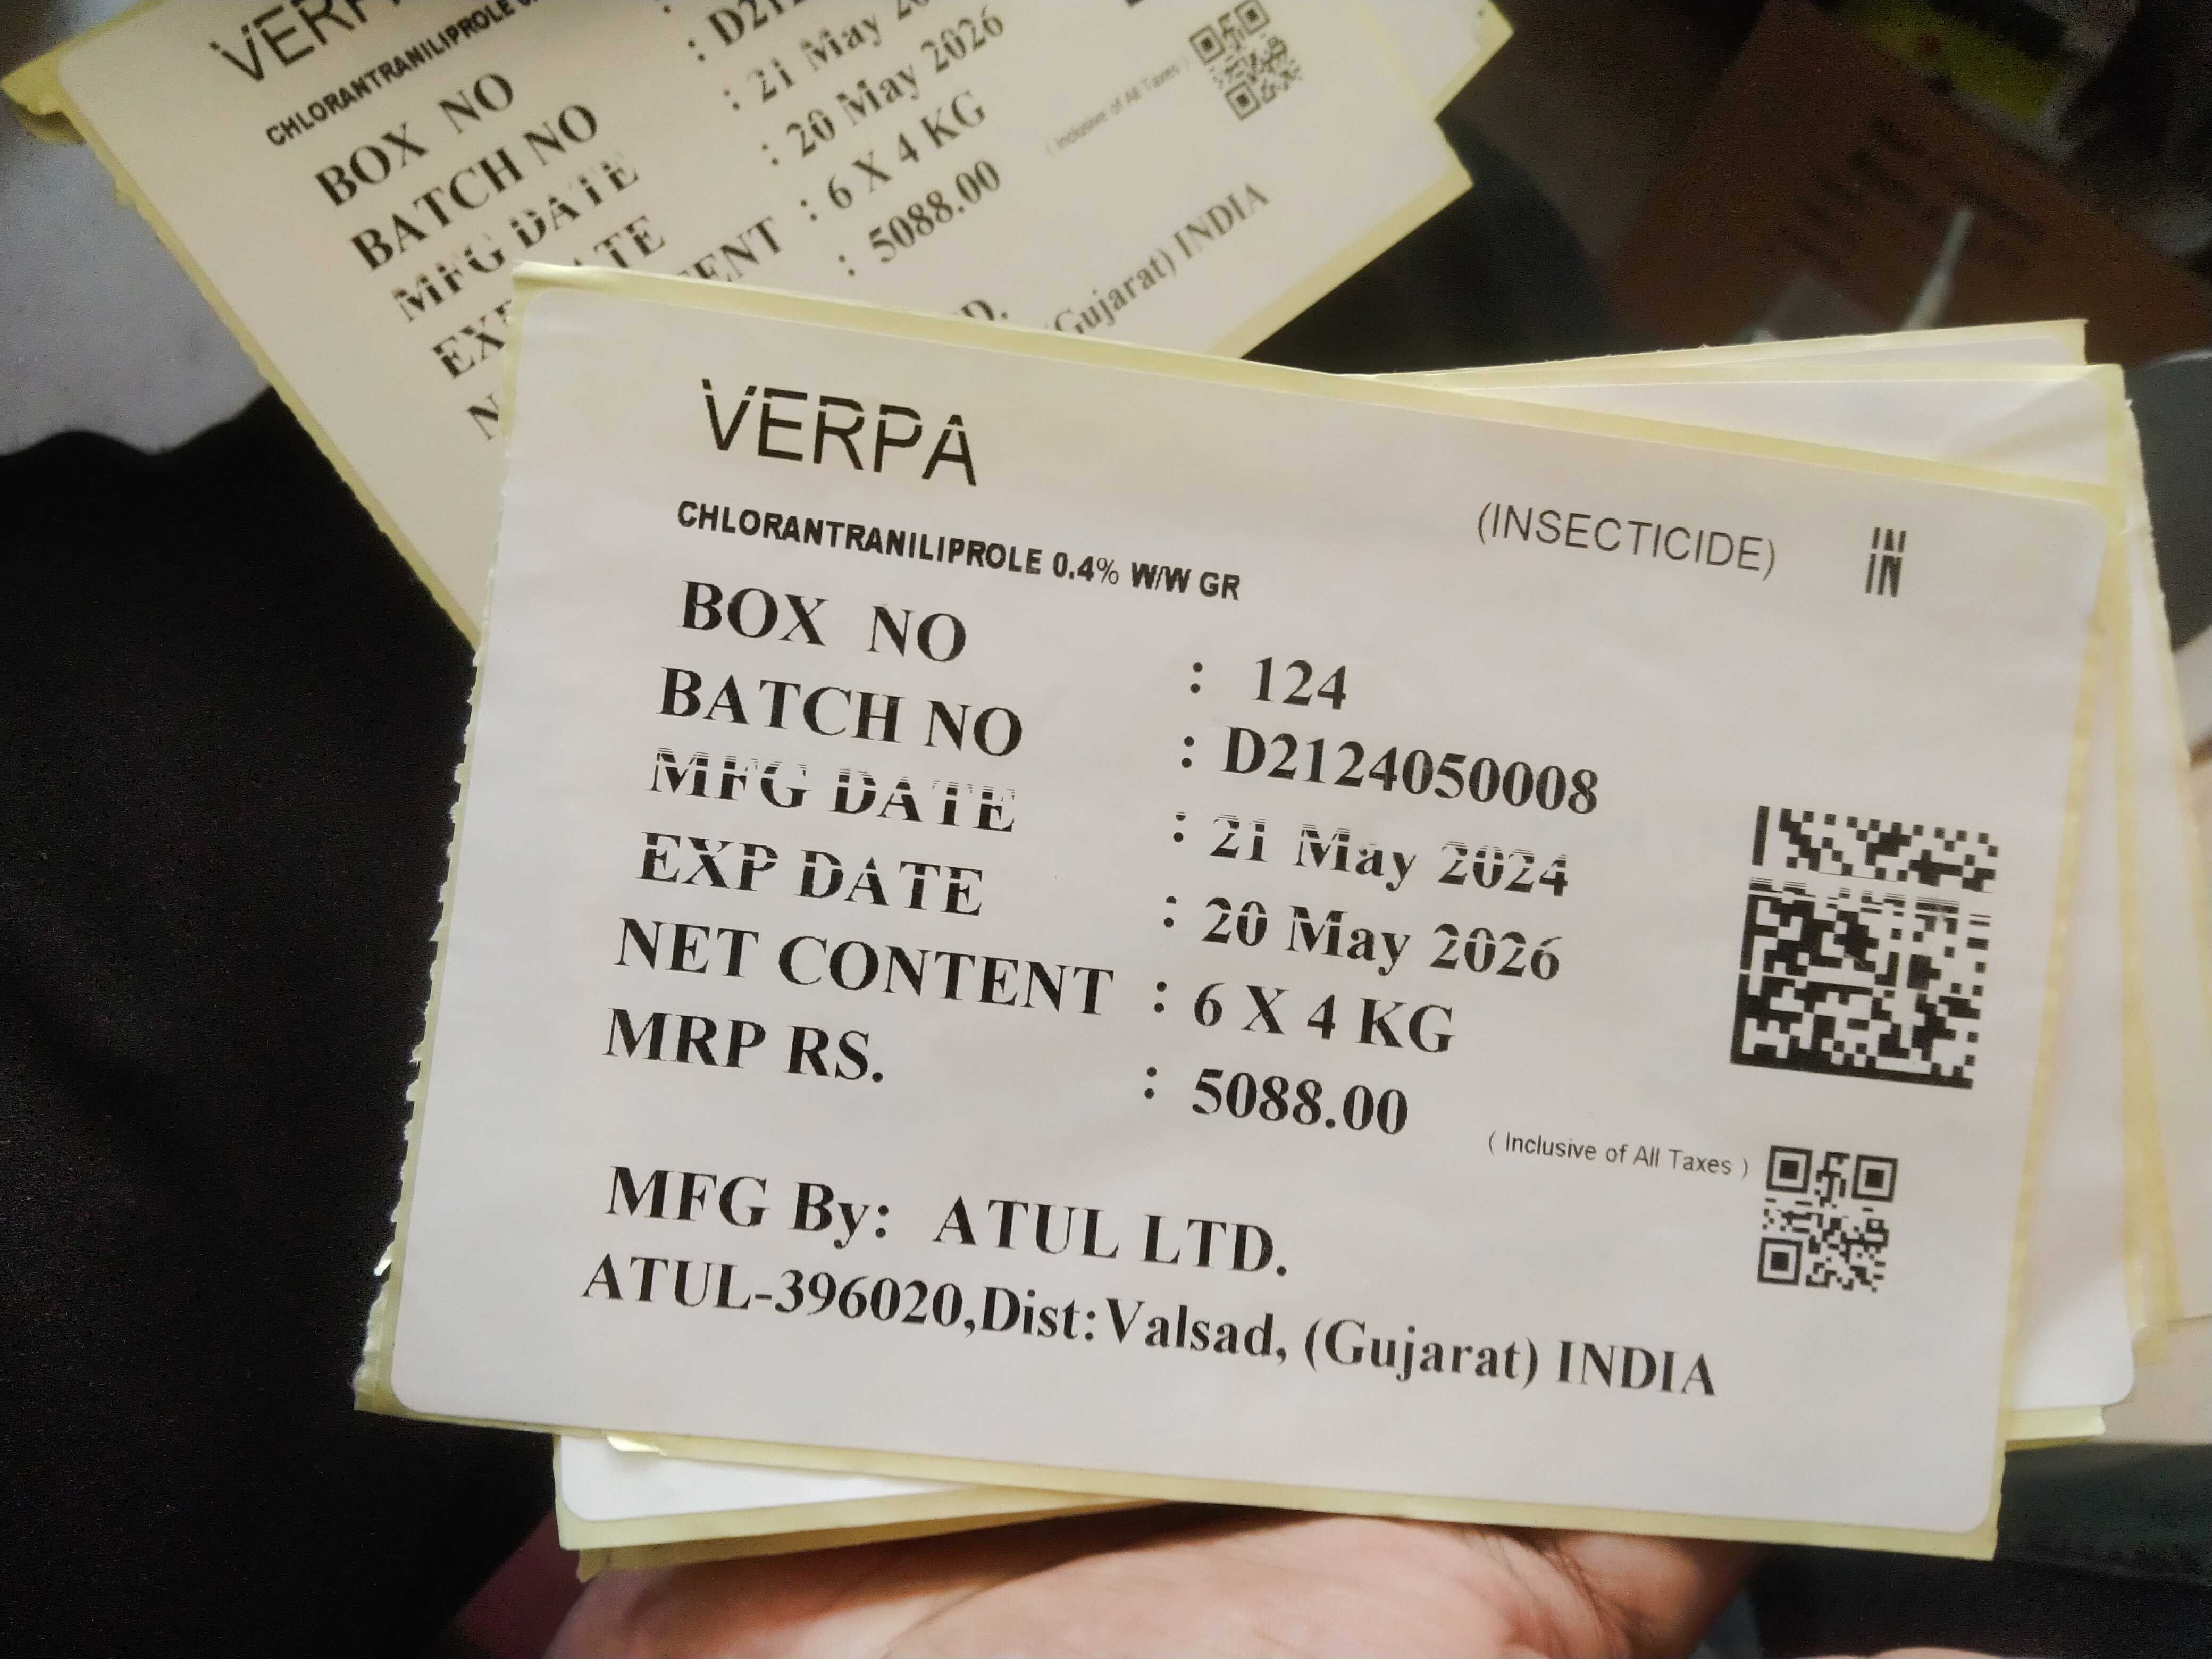 VERPA
CHLORANTRANILIPROLE
BOX NO
BATCH NO : D212
MFG DATE : 21 May
: 20 May 2026
: 6 X 4 KG
: 5088.00
( Inclusive of All Taxes )
(Gujarat) INDIA
VERPA
CHLORANTRANILIPROLE 0.4% W/W GR
(INSECTICIDE) IN
IN
BOX NO : 124
BATCH NO : D2124050008
MFG DATE : 21 May 2024
EXP DATE : 20 May 2026
NET CONTENT : 6 X 4 KG
MRP RS. : 5088.00
( Inclusive of All Taxes )
MFG By: ATUL LTD.
ATUL-396020,Dist:Valsad, (Gujarat) INDIA